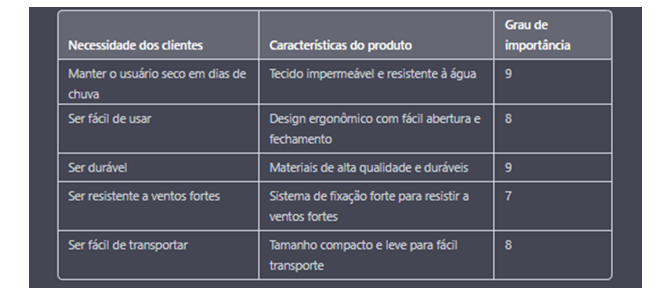 Necessidade dos clientes Características do produto Grau de importância
Manter o usuário seco em dias de chuva Tecido impermeável e resistente à água 9
Ser fácil de usar Design ergonômico com fácil abertura e fechamento 8
Ser durável Materiais de alta qualidade e duráveis 9
Ser resistente a ventos fortes Sistema de fixação forte para resistir a ventos fortes 7
Ser fácil de transportar Tamanho compacto e leve para fácil transporte 8